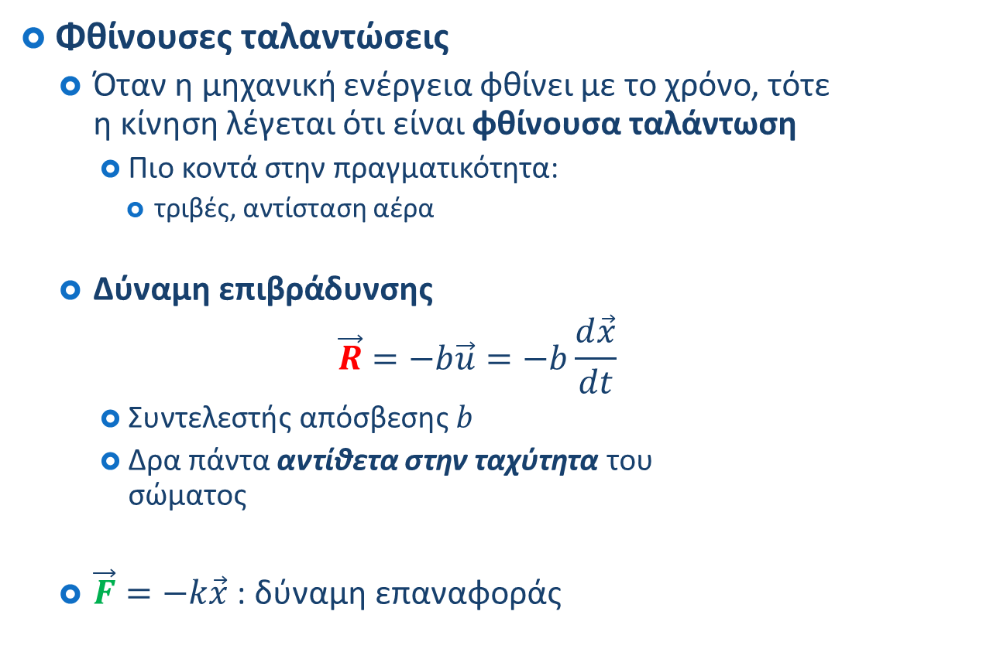 Φθίνουσες ταλαντώσεις
Όταν η μηχανική ενέργεια φθίνει με το χρόνο, τότε
η κίνηση λέγεται ότι είναι φθίνουσα ταλάντωση
Πιο κοντά στην πραγματικότητα:
τριβές, αντίσταση αέρα
Δύναμη επιβράδυνσης
$\vec{R} = -b\vec{u} = -b\frac{d\vec{x}}{dt}$
Συντελεστής απόσβεσης b
Δρα πάντα αντίθετα στην ταχύτητα του
σώματος
$\vec{F} = -k\vec{x}$ : δύναμη επαναφοράς